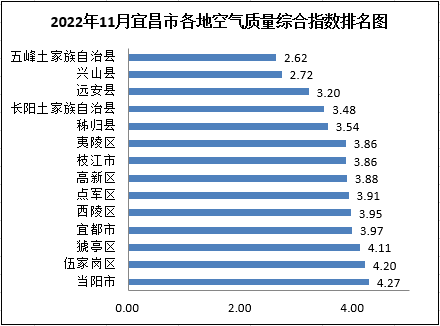 2022年11月宜昌市各地空气质量综合指数排名图
五峰土家族自治县 2.62
兴山县 2.72
远安县 3.20
长阳土家族自治县 3.48
秭归县 3.54
夷陵区 3.86
枝江市 3.86
高新区 3.88
点军区 3.91
西陵区 3.95
宜都市 3.97
猇亭区 4.11
伍家岗区 4.20
当阳市 4.27
0.00 2.00 4.00